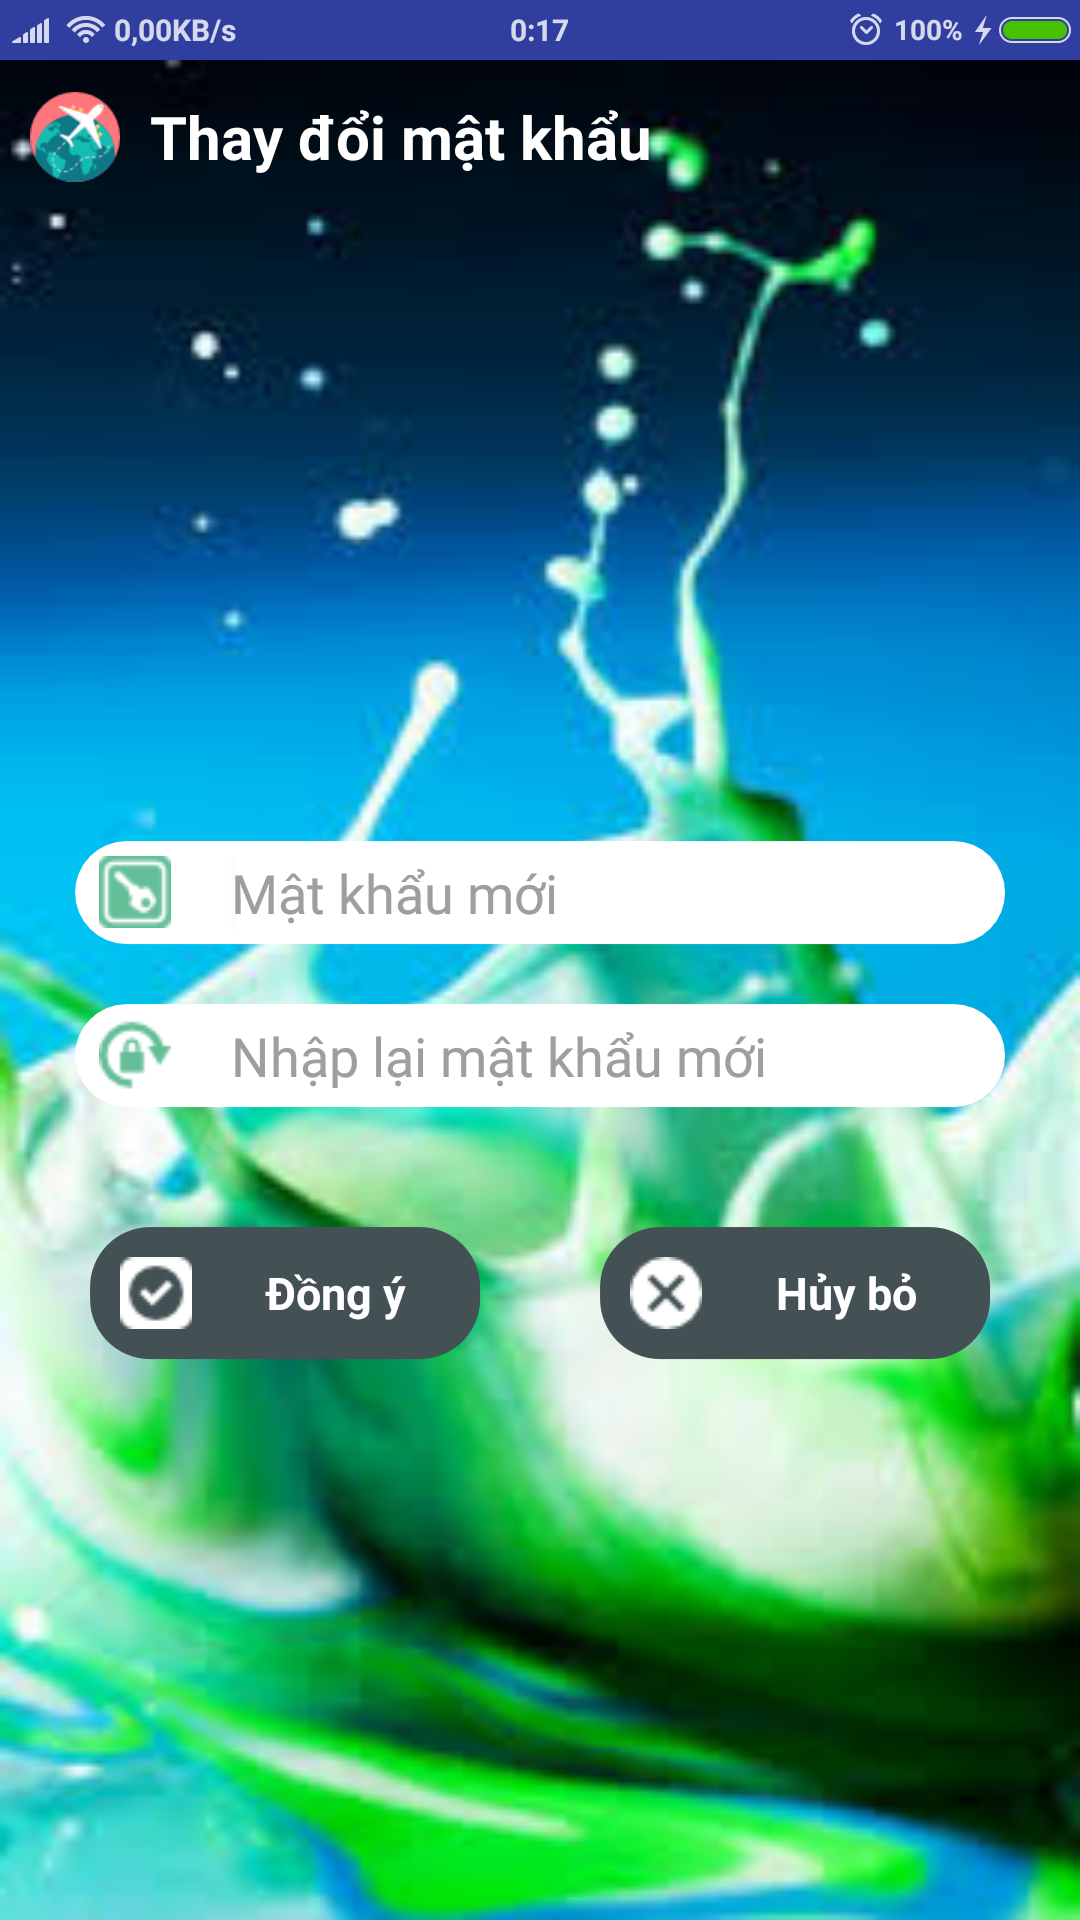 0,00KB/s 0:17 100%
Thay đổi mật khẩu
Mật khẩu mới
Nhập lại mật khẩu mới
Đồng ý Hủy bỏ